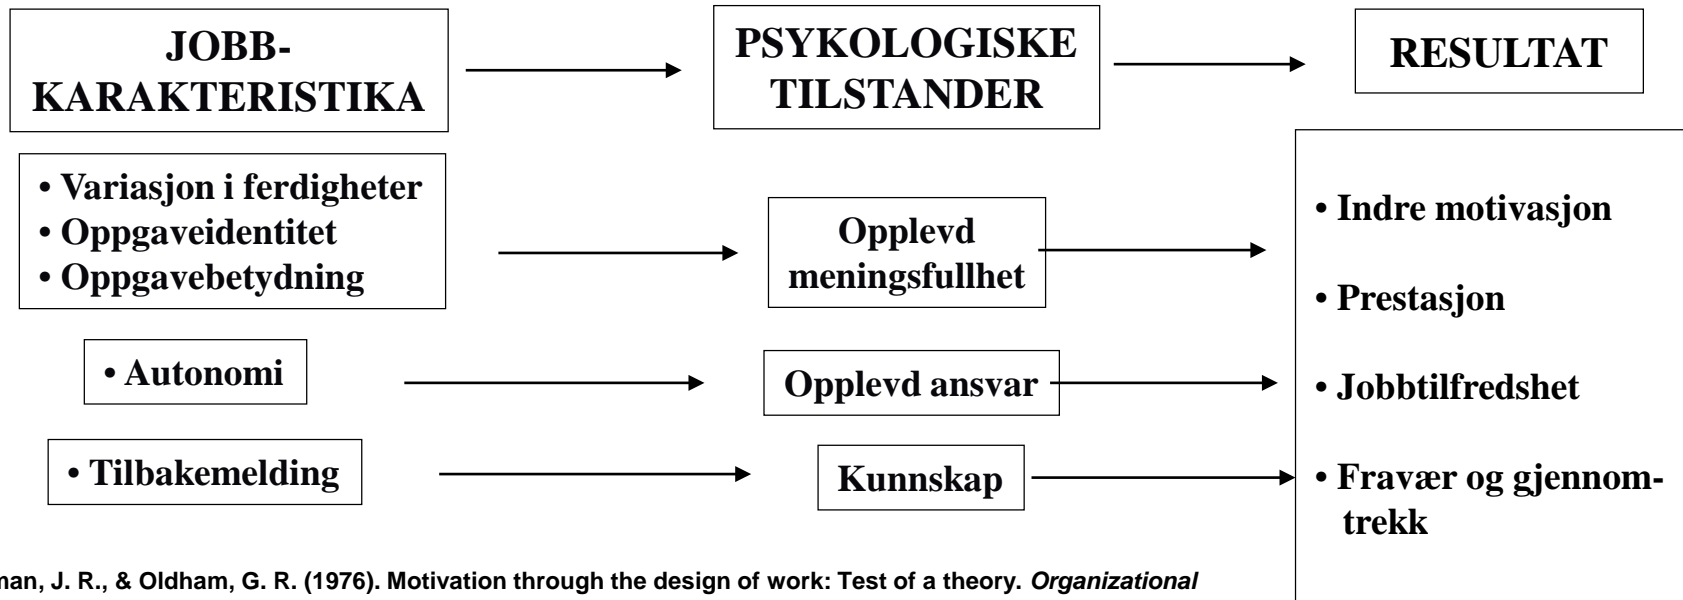 JOBB-
KARAKTERISTIKA
PSYKOLOGISKE
TILSTANDER
RESULTAT
• Variasjon i ferdigheter
• Oppgaveidentitet
• Oppgavebetydning
Opplevd
meningsfullhet
• Autonomi
Opplevd ansvar
• Tilbakemelding
Kunnskap
• Indre motivasjon
• Prestasjon
• Jobbtilfredshet
• Fravær og gjennom-
trekk
man, J. R., & Oldham, G. R. (1976). Motivation through the design of work: Test of a theory. Organizational